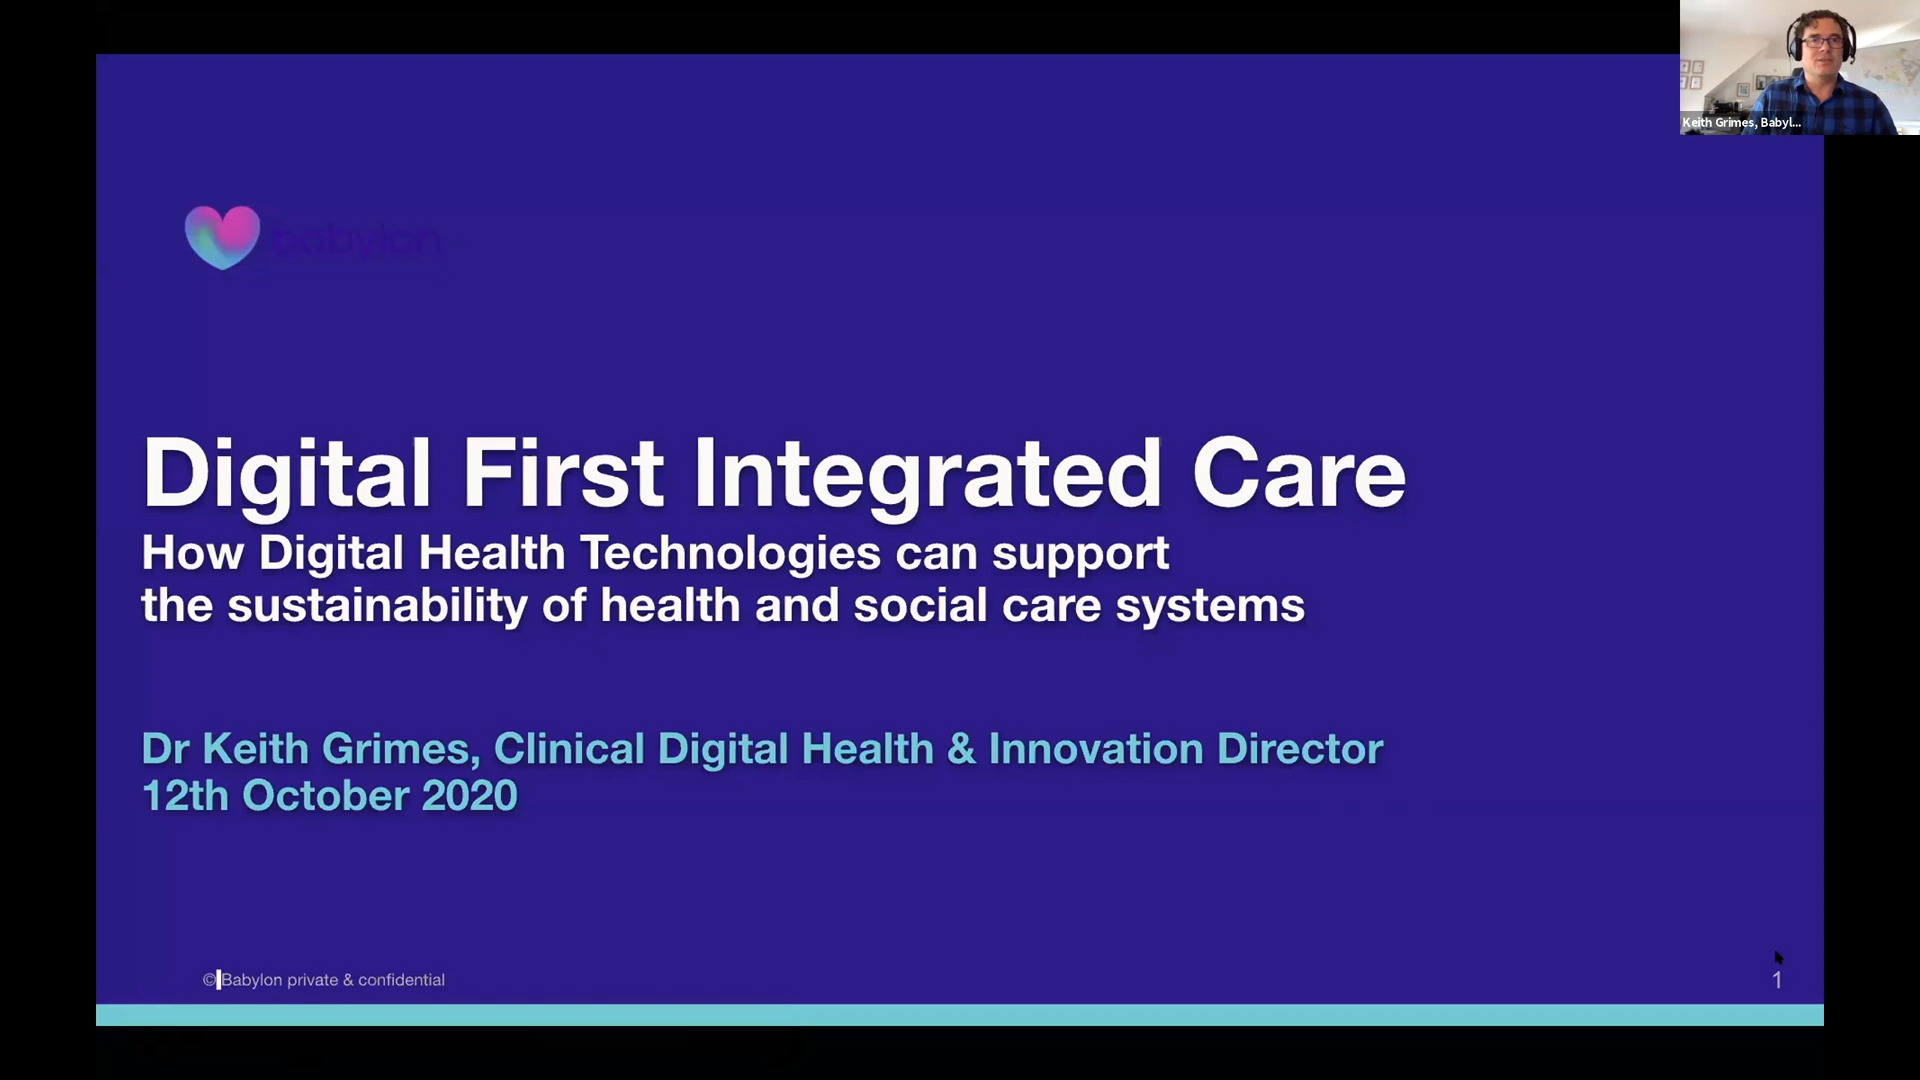 Keith Grimes, Babyl...
babylon
Digital First Integrated Care
How Digital Health Technologies can support
the sustainability of health and social care systems
Dr Keith Grimes, Clinical Digital Health & Innovation Director
12th October 2020
© Babylon private & confidential
1